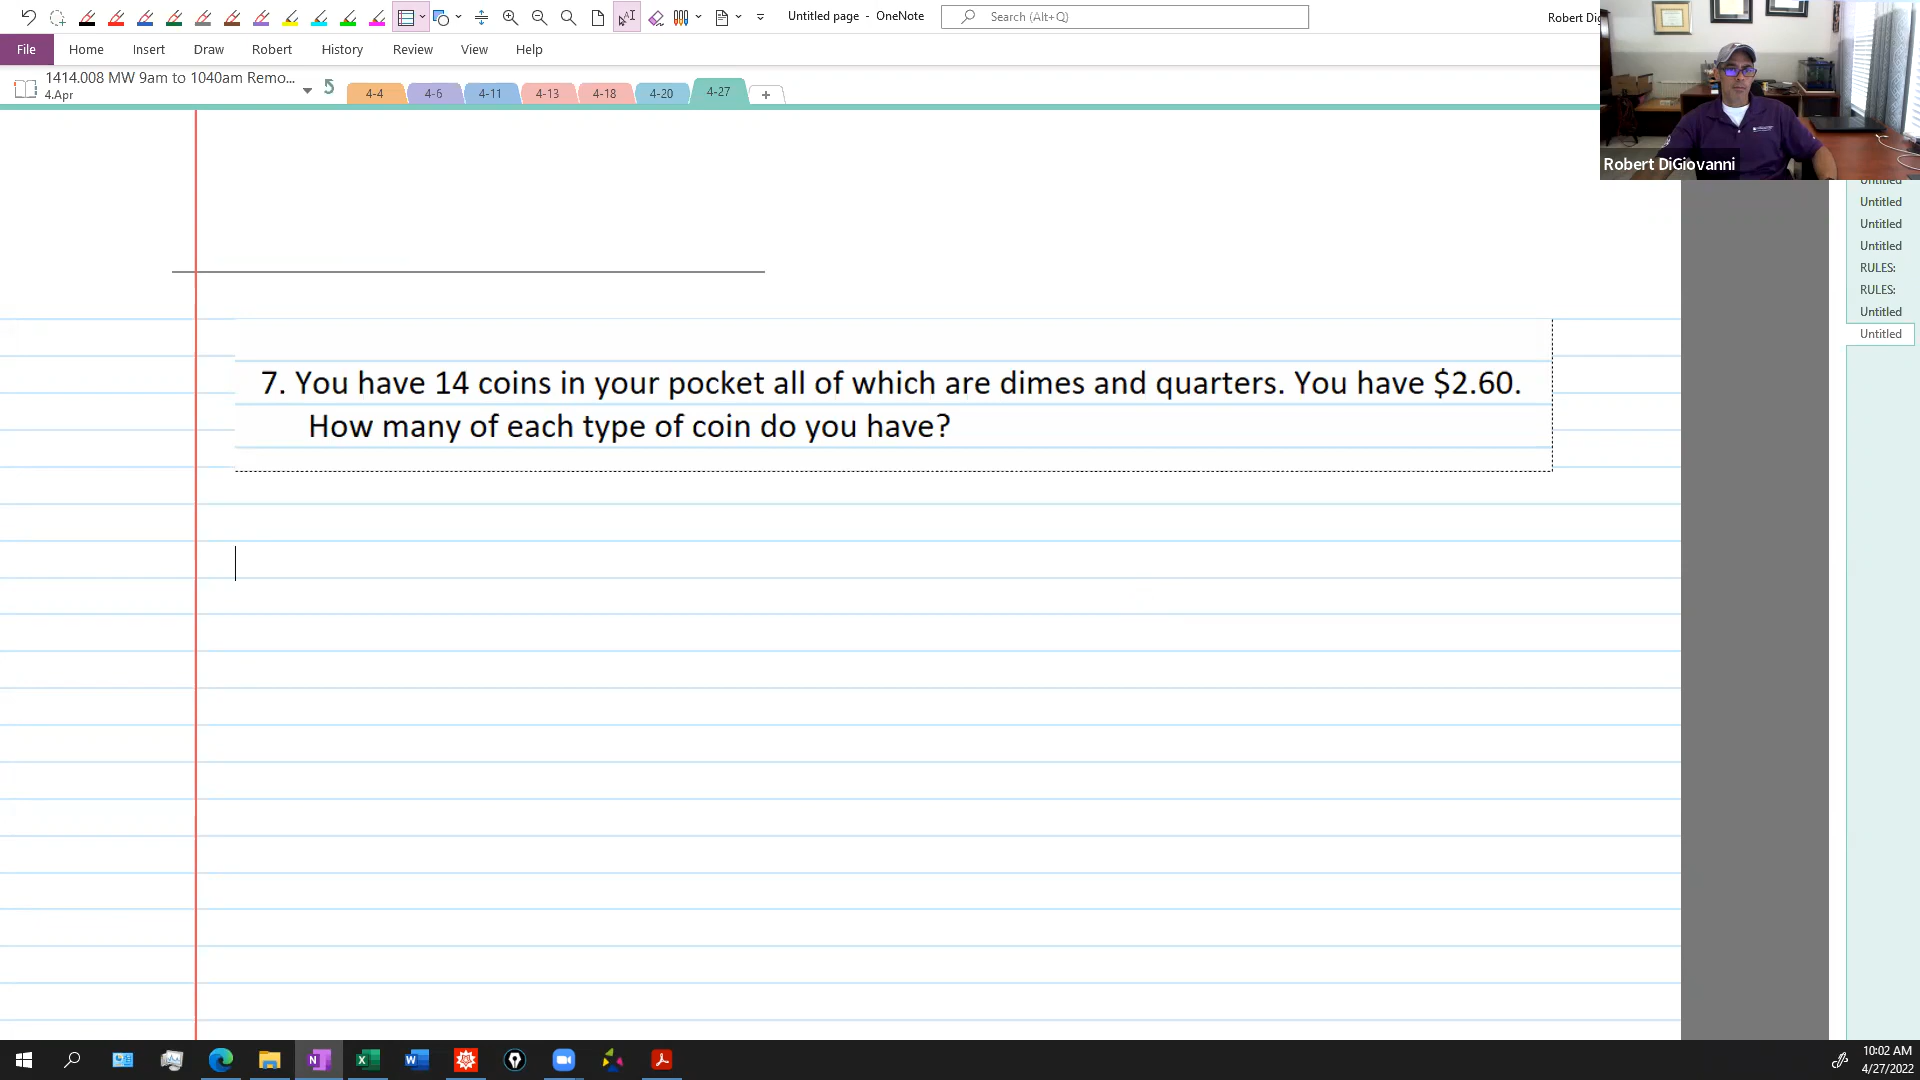 Untitled page - OneNote
Search (Alt+Q)
Robert Dig
File Home Insert Draw Robert History Review View Help
1414.008 MW 9am to 1040am Remo...
4.Apr
4-4 4-6 4-11 4-13 4-18 4-20 4-27
Robert DiGiovanni
Untitled
Untitled
Untitled
Untitled
RULES:
RULES:
Untitled
Untitled
7. You have 14 coins in your pocket all of which are dimes and quarters. You have $2.60.
How many of each type of coin do you have?
10:02 AM
4/27/2022